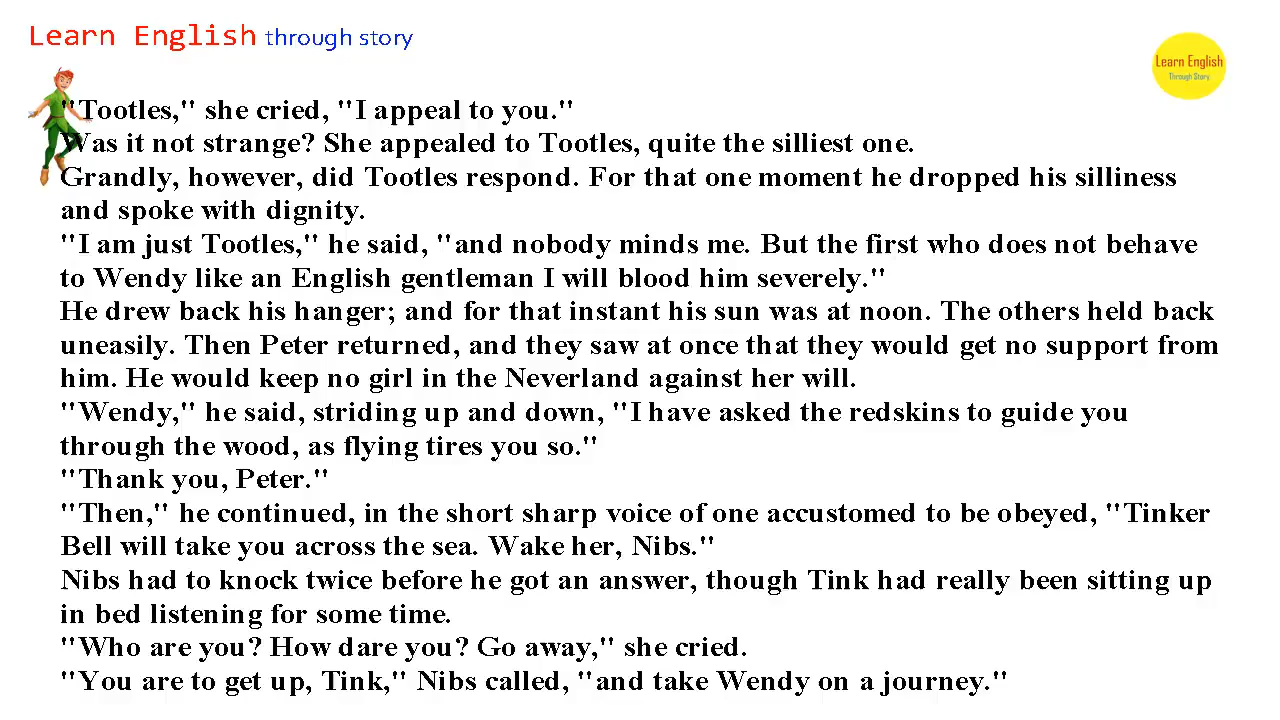 Learn English through story
Learn English
Through Story
"Tootles," she cried, "I appeal to you."
Was it not strange? She appealed to Tootles, quite the silliest one.
Grandly, however, did Tootles respond. For that one moment he dropped his silliness
and spoke with dignity.
"I am just Tootles," he said, "and nobody minds me. But the first who does not behave
to Wendy like an English gentleman I will blood him severely."
He drew back his hanger; and for that instant his sun was at noon. The others held back
uneasily. Then Peter returned, and they saw at once that they would get no support from
him. He would keep no girl in the Neverland against her will.
"Wendy," he said, striding up and down, "I have asked the redskins to guide you
through the wood, as flying tires you so."
"Thank you, Peter."
"Then," he continued, in the short sharp voice of one accustomed to be obeyed, "Tinker
Bell will take you across the sea. Wake her, Nibs."
Nibs had to knock twice before he got an answer, though Tink had really been sitting up
in bed listening for some time.
"Who are you? How dare you? Go away," she cried.
"You are to get up, Tink," Nibs called, "and take Wendy on a journey."